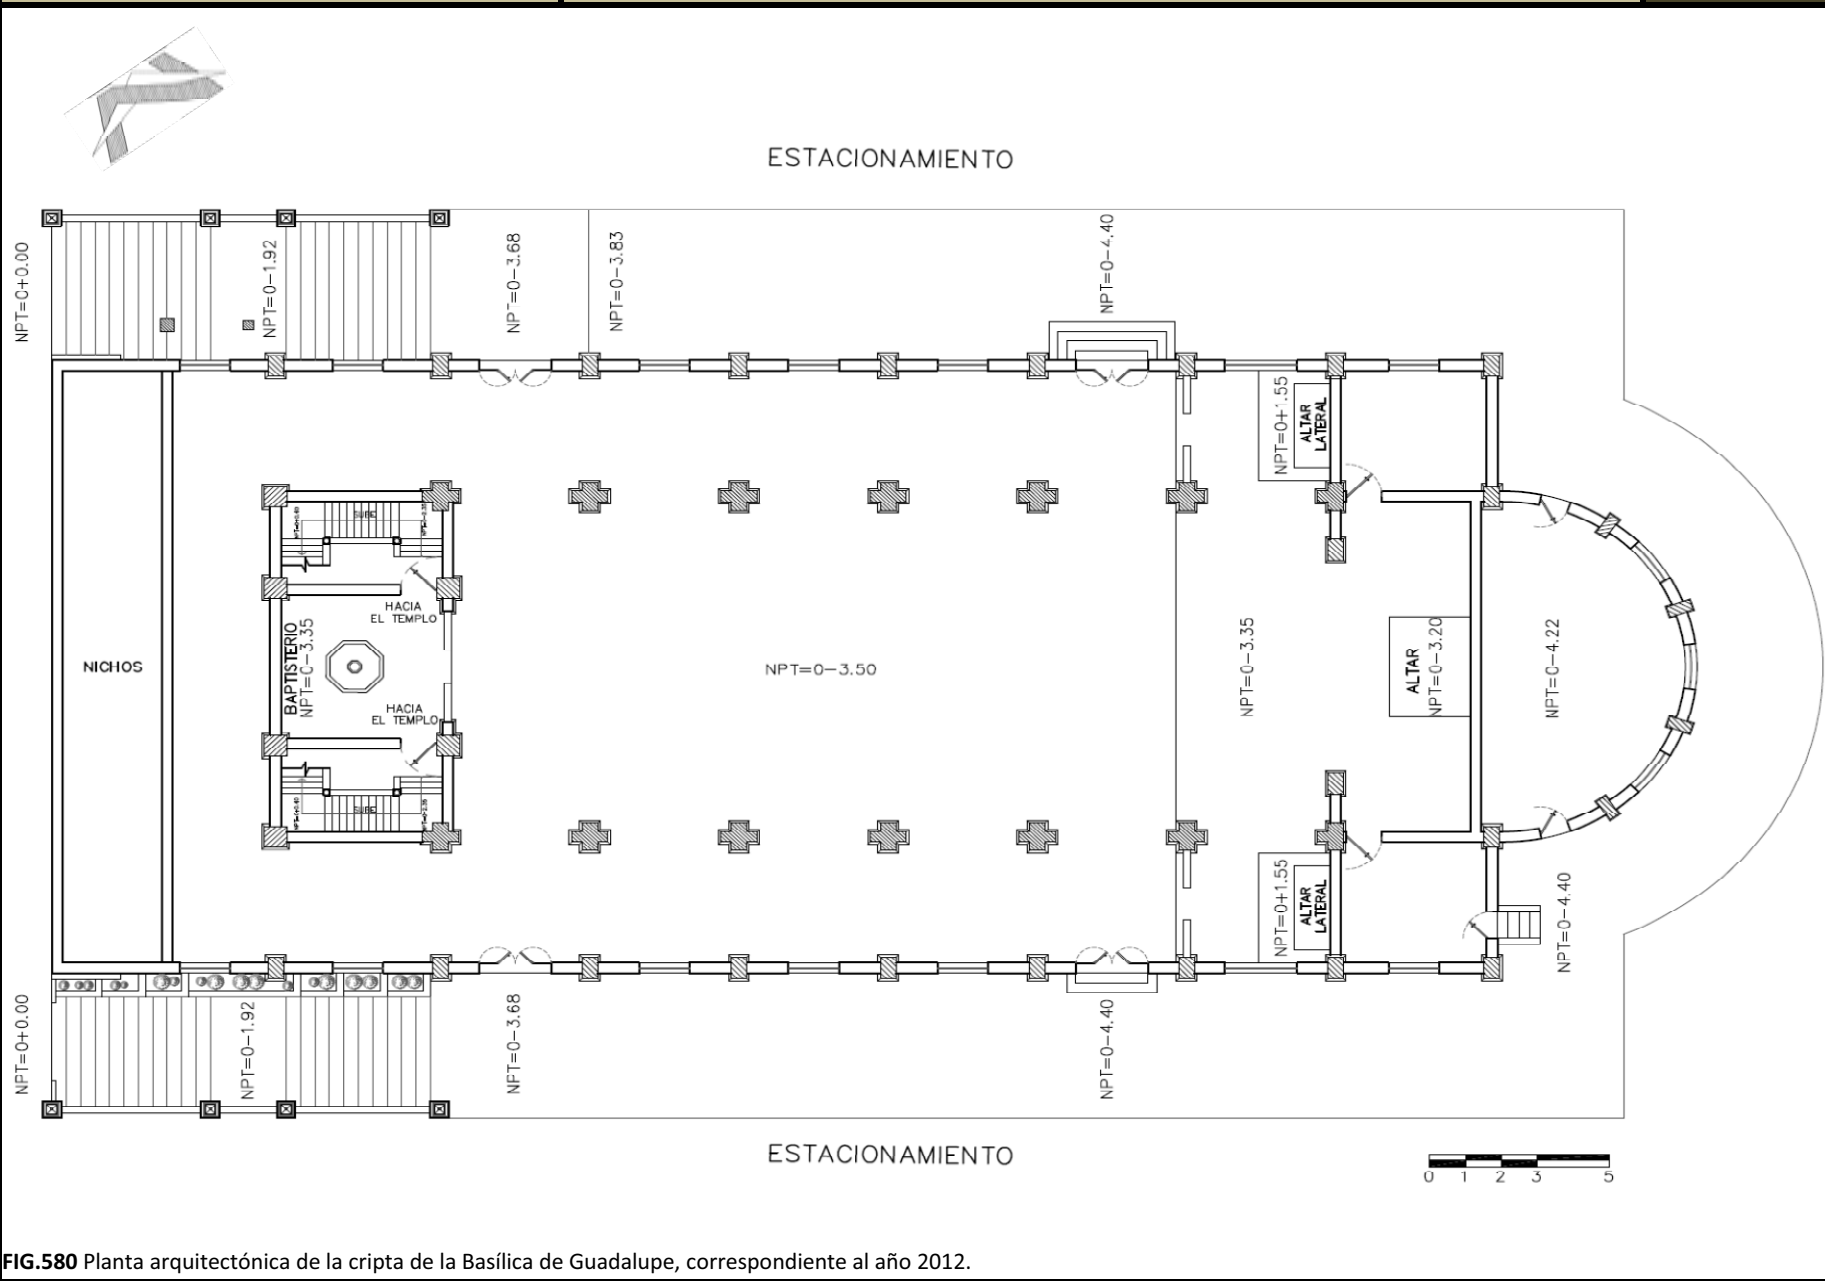 ESTACIONAMIENTO
NPT=0+0.00
NPT=0-1.92
NPT=0-3.68
NPT=0-3.83
NPT=0-4.40
NPT=0+1.55
ALTAR
LATERAL
SUBE
HACIA
EL TEMPLO
BAPTISTERIO
NPT=0-3.35
NICHOS
NPT=0-3.50
NPT=0-3.35
ALTAR
NPT=0-3.20
NPT=0-4.22
HACIA
EL TEMPLO
SUBE
NPT=0+1.55
ALTAR
LATERAL
NPT=0-4.40
NPT=0+0.00
NPT=0-1.92
NPT=0-3.68
NPT=0-4.40
ESTACIONAMIENTO
0 1 2 3 5
FIG.580 Planta arquitectónica de la cripta de la Basílica de Guadalupe, correspondiente al año 2012.